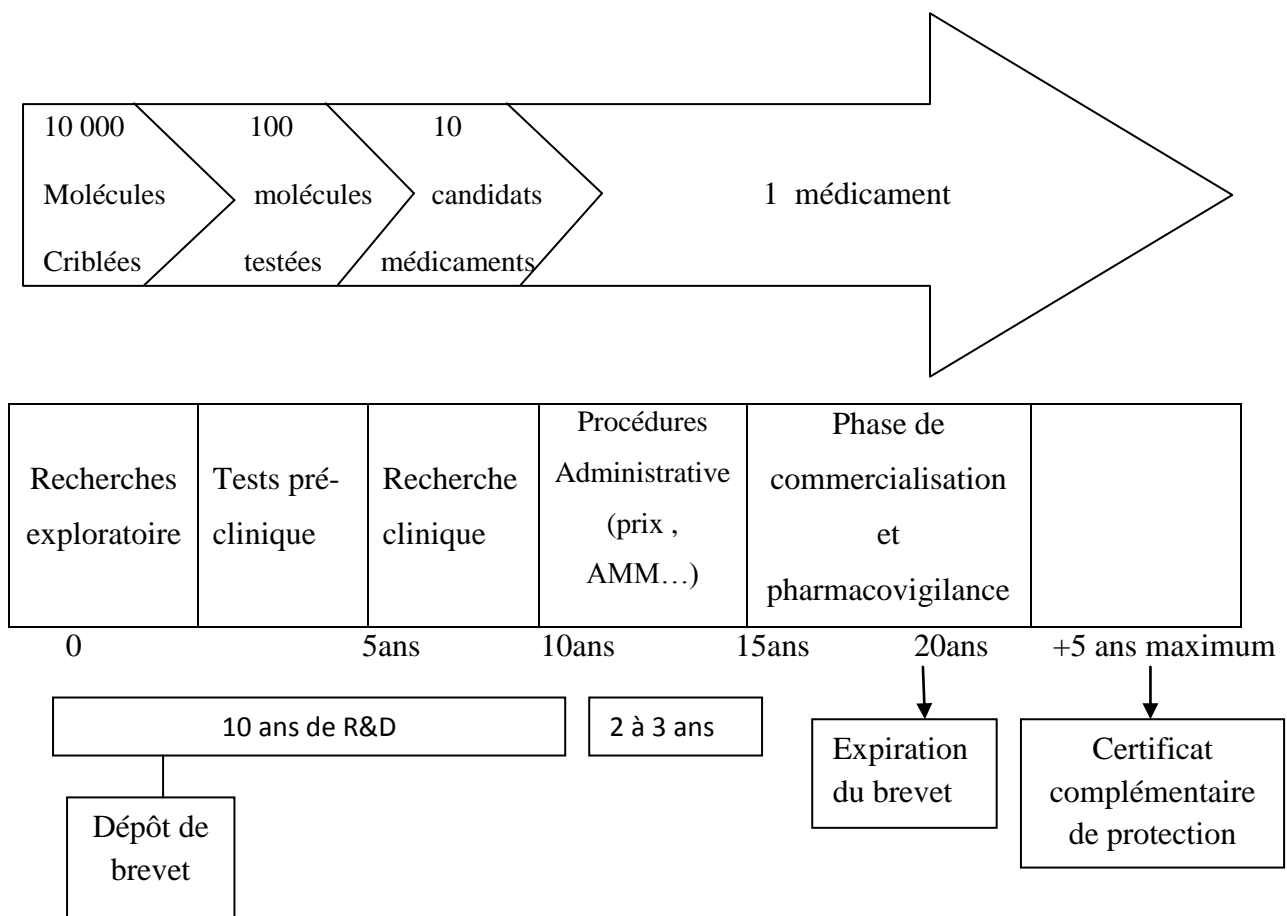 10 000
Molécules
Criblées
100
molécules
testées
10
candidats
médicaments
1 médicament
Recherches
exploratoire
Tests pré-
clinique
Recherche
clinique
Procédures
Administrative
(prix ,
AMM…)
Phase de
commercialisation
et
pharmacovigilance
0
5ans
10ans
15ans
20ans
+5 ans maximum
10 ans de R&D
2 à 3 ans
Dépôt de
brevet
Expiration
du brevet
Certificat
complémentaire
de protection